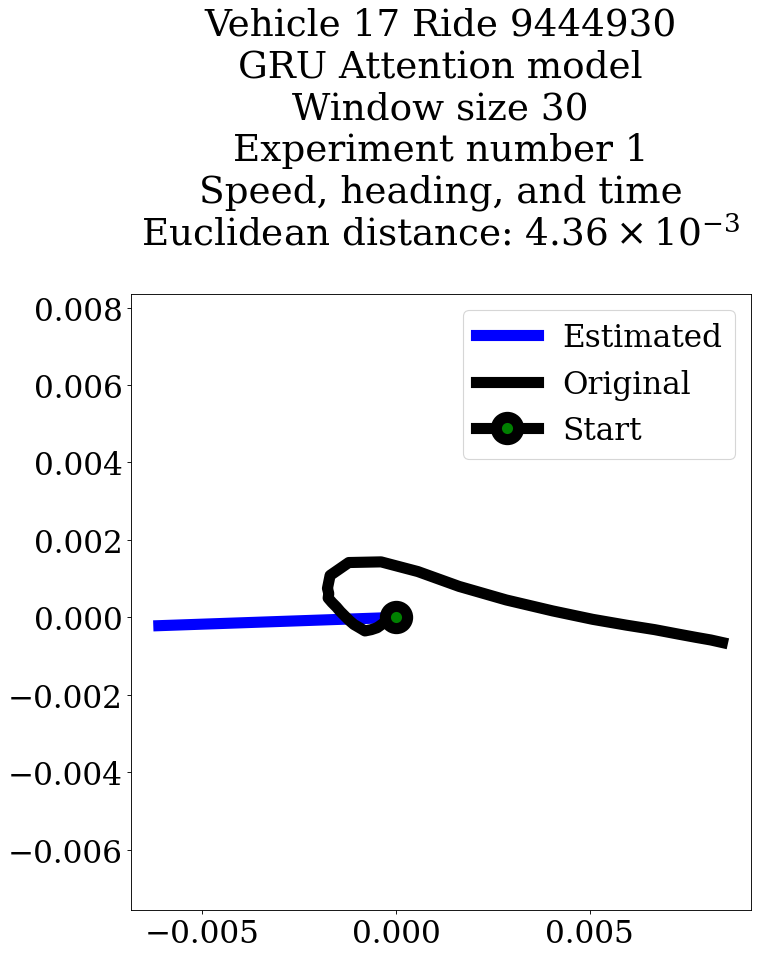 Vehicle 17 Ride 9444930
GRU Attention model
Window size 30
Experiment number 1
Speed, heading, and time
Euclidean distance: 4.36 × 10⁻³
Estimated
Original
Start
0.008
0.006
0.004
0.002
0.000
−0.002
−0.004
−0.006
−0.005 0.000 0.005